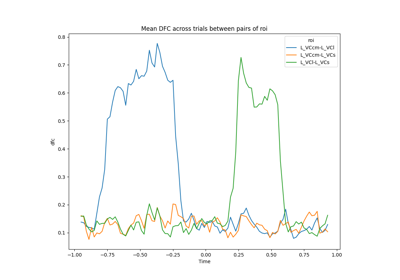 Mean DFC across trials between pairs of roi
roi
L_VCcm-L_VCl
L_VCcm-L_VCs
L_VCl-L_VCs
dfc
0.8
0.7
0.6
0.5
0.4
0.3
0.2
0.1
−1.00 −0.75 −0.50 −0.25 0.00 0.25 0.50 0.75 1.00
Time